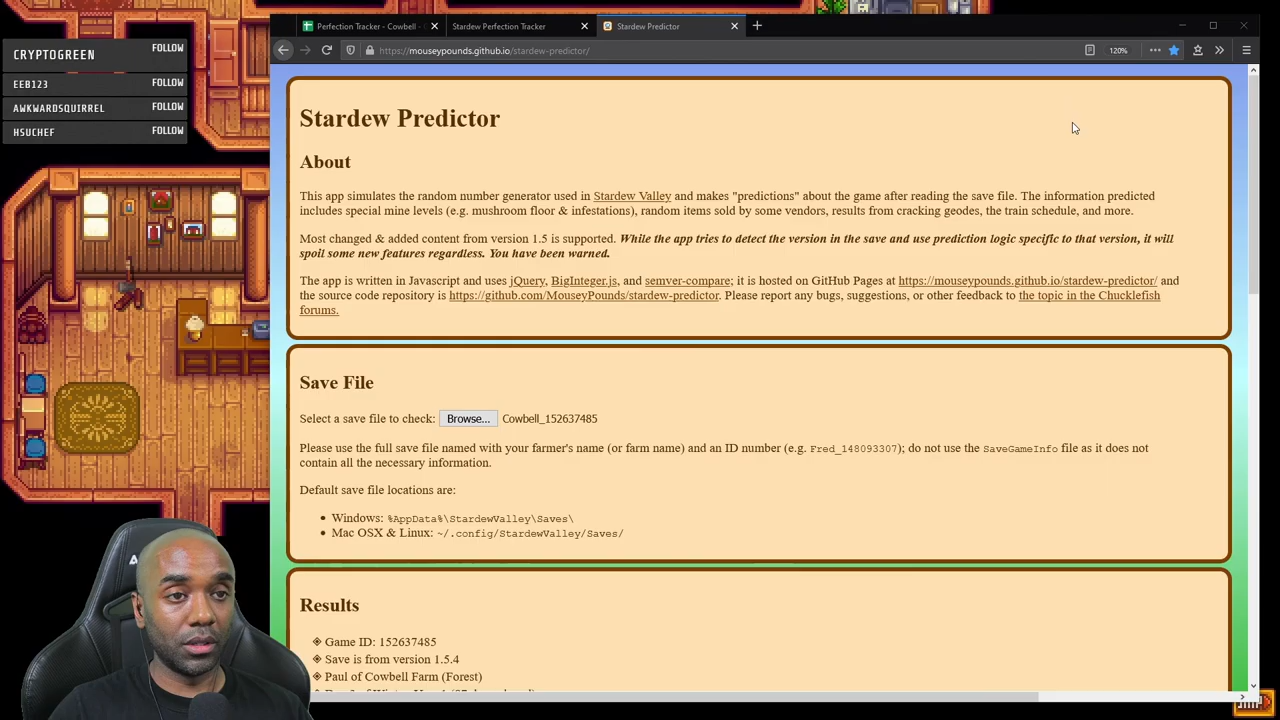 CRYPTOGREEN FOLLOW
EEB123 FOLLOW
AWKWARDSQUIRREL FOLLOW
HSUCHEF FOLLOW
Perfection Tracker - Cowbell -
Stardew Perfection Tracker
Stardew Predictor
https://mouseypounds.github.io/stardew-predictor/
120%
Stardew Predictor
About
This app simulates the random number generator used in Stardew Valley and makes "predictions" about the game after reading the save file. The information predicted
includes special mine levels (e.g. mushroom floor & infestations), random items sold by some vendors, results from cracking geodes, the train schedule, and more.
Most changed & added content from version 1.5 is supported. While the app tries to detect the version in the save and use prediction logic specific to that version, it will
spoil some new features regardless. You have been warned.
The app is written in Javascript and uses jQuery, BigInteger.js, and semver-compare; it is hosted on GitHub Pages at https://mouseypounds.github.io/stardew-predictor/ and
the source code repository is https://github.com/MouseyPounds/stardew-predictor. Please report any bugs, suggestions, or other feedback to the topic in the Chucklefish
forums.
Save File
Select a save file to check: Browse... Cowbell_152637485
Please use the full save file named with your farmer's name (or farm name) and an ID number (e.g. Fred_148093307); do not use the SaveGameInfo file as it does not
contain all the necessary information.
Default save file locations are:
• Windows: %AppData%\StardewValley\Saves\
• Mac OSX & Linux: ~/.config/StardewValley/Saves/
Results
◈ Game ID: 152637485
◈ Save is from version 1.5.4
◈ Paul of Cowbell Farm (Forest)